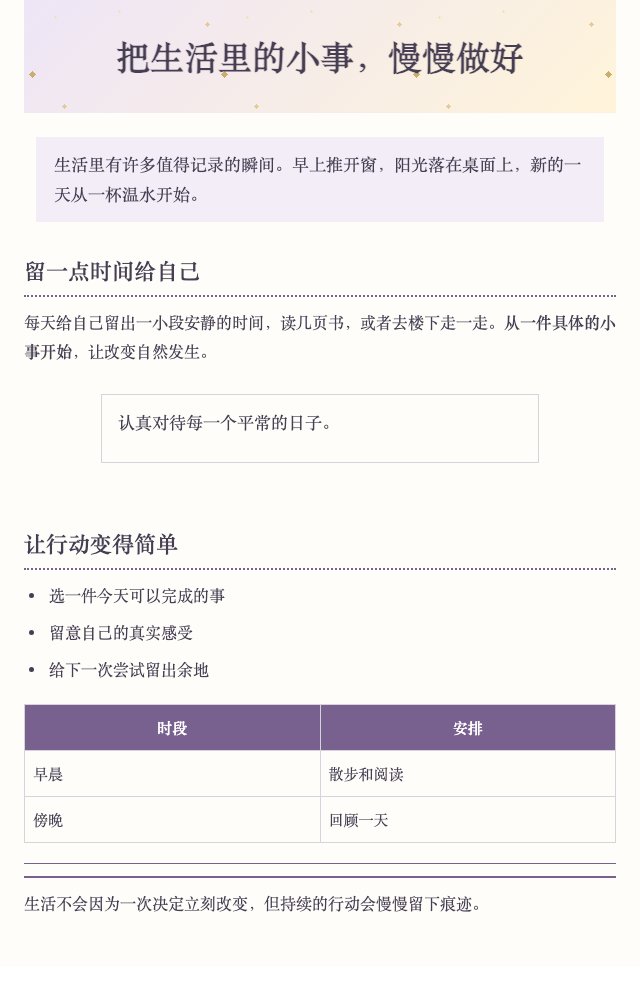 把生活里的小事，慢慢做好
生活里有许多值得记录的瞬间。早上推开窗，阳光落在桌面上，新的一
天从一杯温水开始。
留一点时间给自己
每天给自己留出一小段安静的时间，读几页书，或者去楼下走一走。从一件具体的小
事开始，让改变自然发生。
认真对待每一个平常的日子。
让行动变得简单
• 选一件今天可以完成的事
• 留意自己的真实感受
• 给下一次尝试留出余地
时段 安排
早晨 散步和阅读
傍晚 回顾一天
生活不会因为一次决定立刻改变，但持续的行动会慢慢留下痕迹。